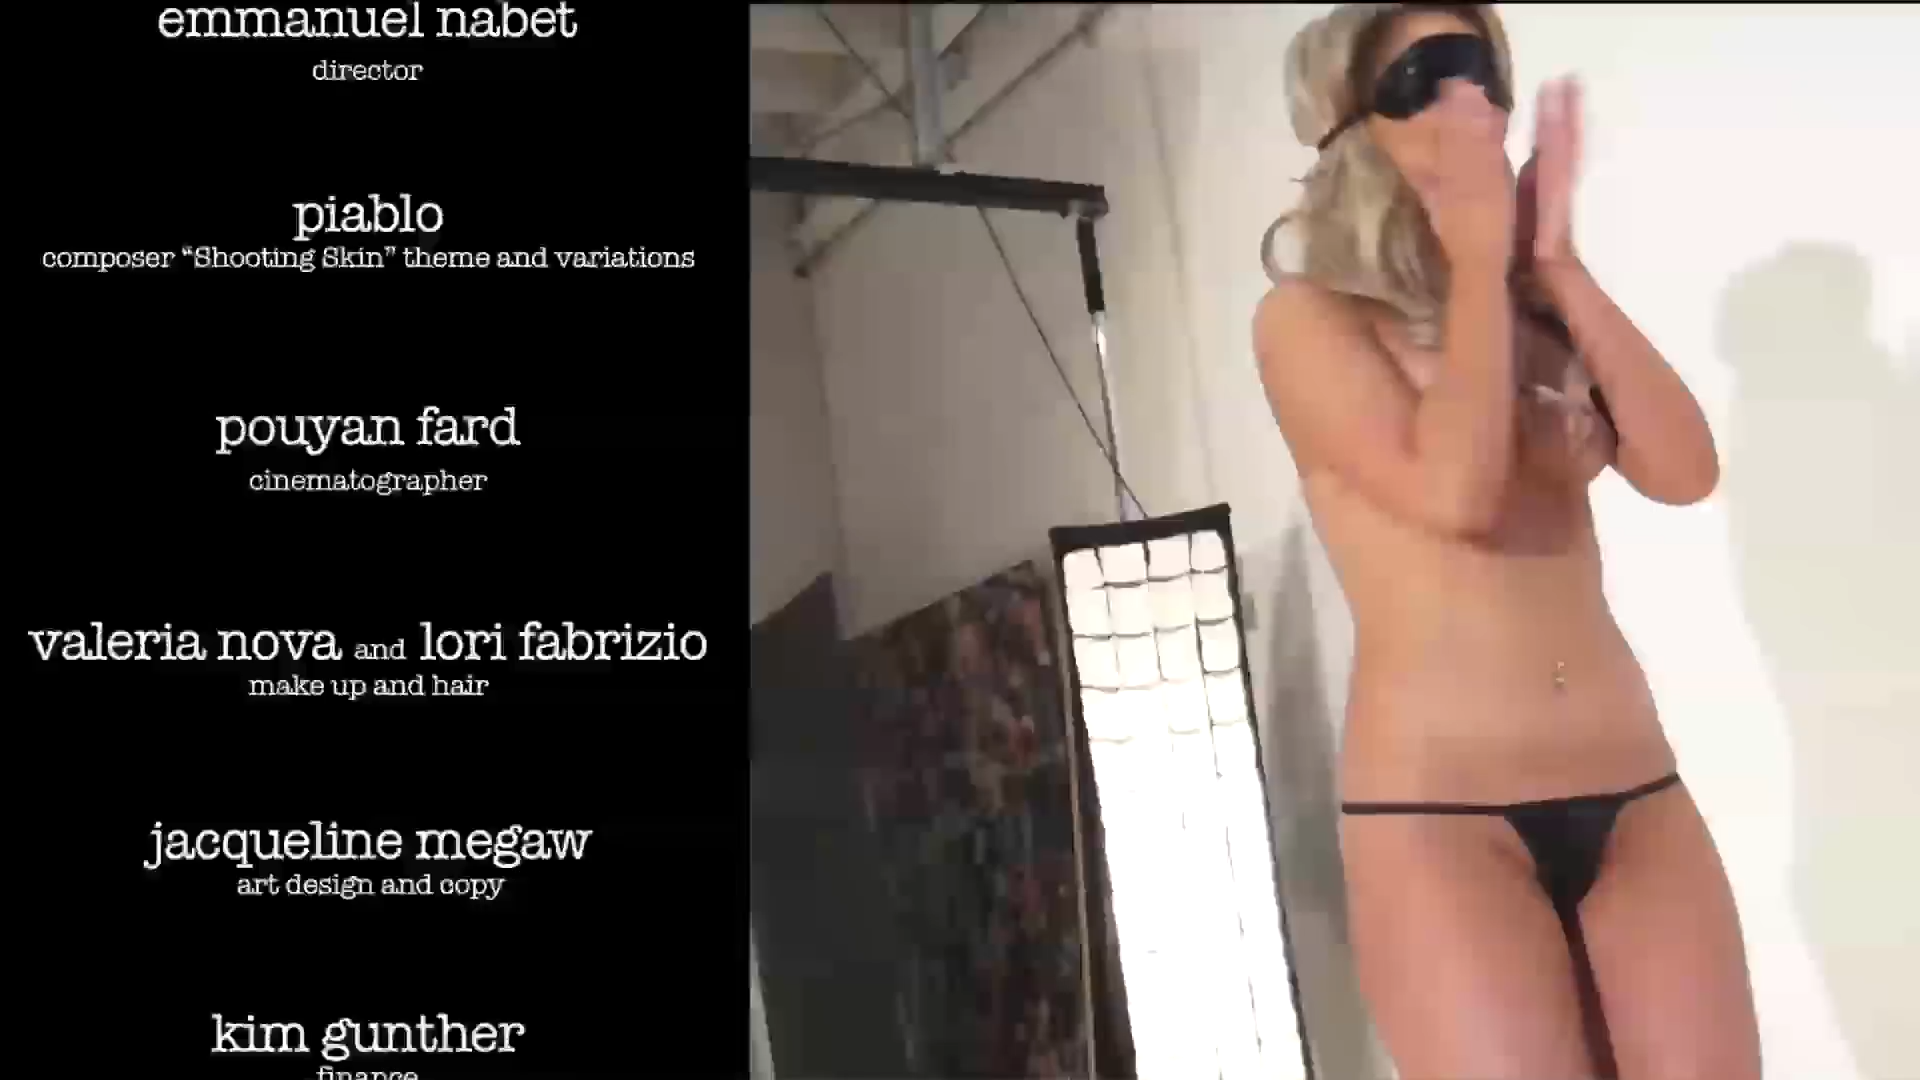 emmanuel nabet
director
piablo
composer “Shooting Skin” theme and variations
pouyan fard
cinematographer
valeria nova and lori fabrizio
make up and hair
jacqueline megaw
art design and copy
kim gunther
finance